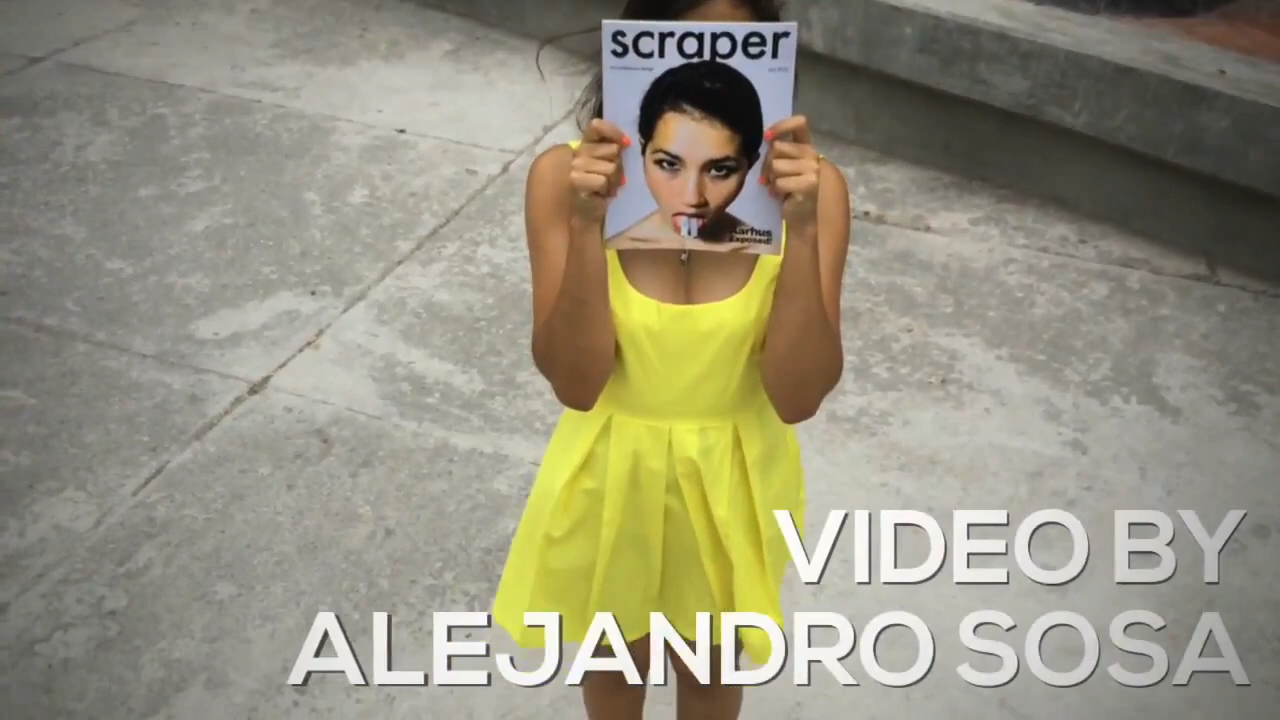 scraper
Aarhus
Exposed!
VIDEO BY
ALEJANDRO SOSA